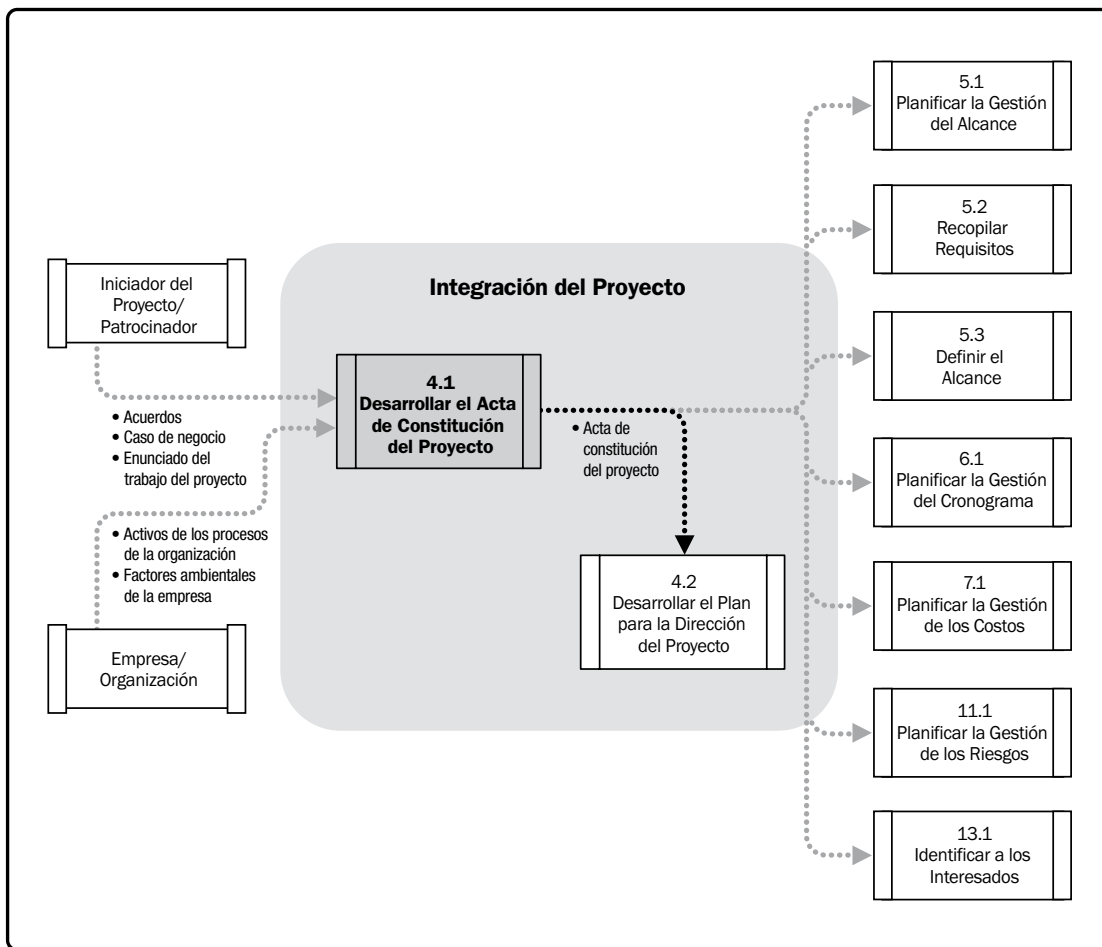 Iniciador del
Proyecto/
Patrocinador
• Acuerdos
• Caso de negocio
• Enunciado del
trabajo del proyecto
• Activos de los procesos
de la organización
• Factores ambientales
de la empresa
Empresa/
Organización
Integración del Proyecto
4.1
Desarrollar el Acta
de Constitución
del Proyecto
• Acta de
constitución
del proyecto
4.2
Desarrollar el Plan
para la Dirección
del Proyecto
5.1
Planificar la Gestión
del Alcance
5.2
Recopilar
Requisitos
5.3
Definir el
Alcance
6.1
Planificar la Gestión
del Cronograma
7.1
Planificar la Gestión
de los Costos
11.1
Planificar la Gestión
de los Riesgos
13.1
Identificar a los
Interesados